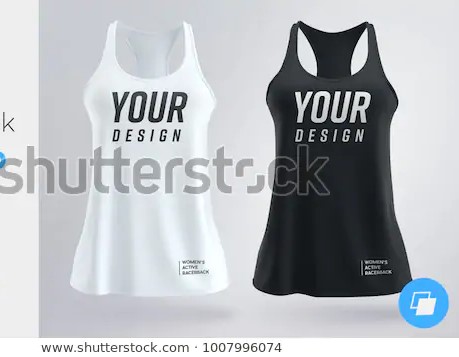 YOUR
DESIGN
YOUR
DESIGN
k
shutterstock
WOMEN'S
ACTIVE
RACERBACK
WOMEN'S
ACTIVE
RACERBACK
www.shutterstock.com · 1007996074